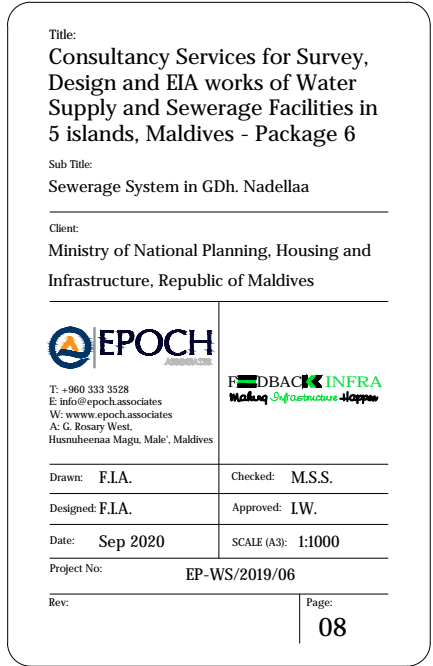 Title:
Consultancy Services for Survey,
Design and EIA works of Water
Supply and Sewerage Facilities in
5 islands, Maldives - Package 6
Sub Title:
Sewerage System in GDh. Nadellaa
Client:
Ministry of National Planning, Housing and
Infrastructure, Republic of Maldives
EPOCH
ASSOCIATES
T: +960 333 3528
E: info@epoch.associates
W: wwww.epoch.associates
A: G. Rosary West,
Husnuheenaa Magu, Male', Maldives
FEEDBACK INFRA
Making Infrastructure Happen
Drawn: F.I.A.
Checked: M.S.S.
Designed: F.I.A.
Approved: I.W.
Date: Sep 2020
SCALE (A3): 1:1000
Project No: EP-WS/2019/06
Rev:
Page:
08